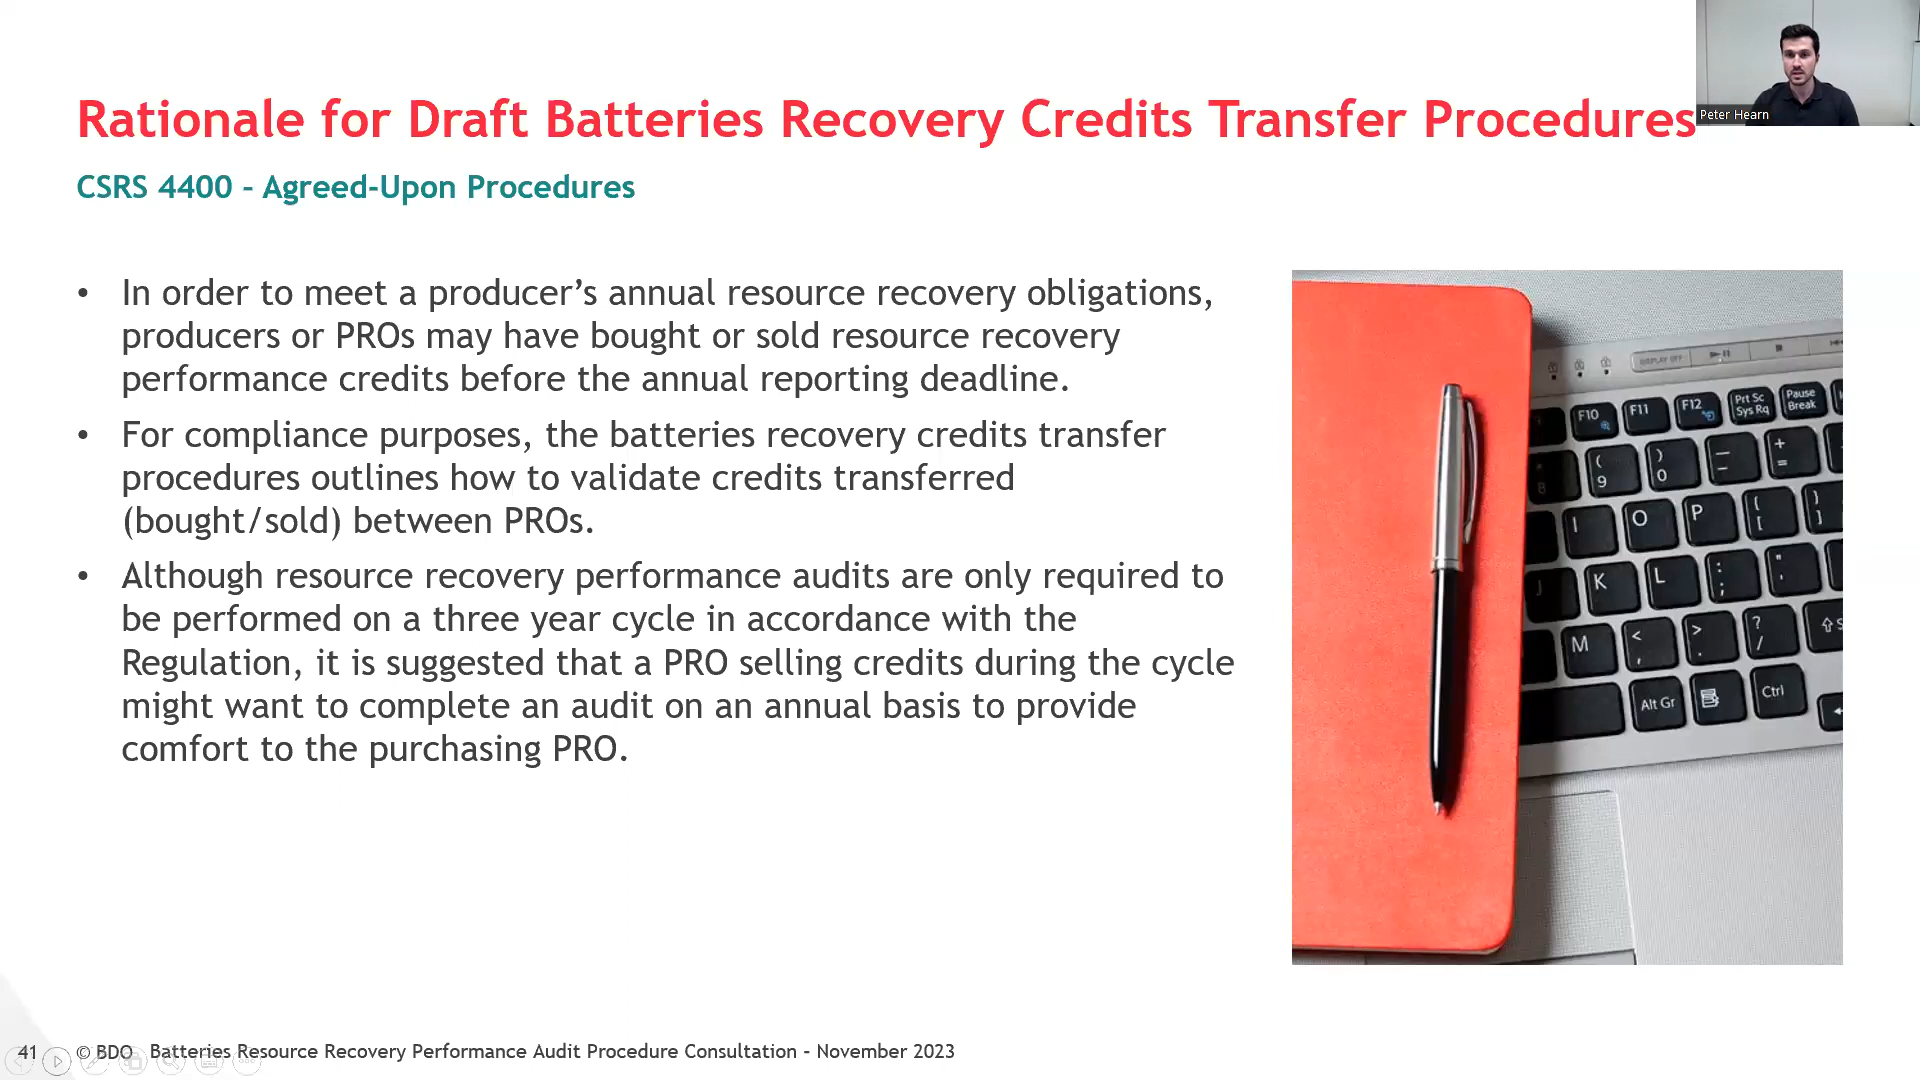 Rationale for Draft Batteries Recovery Credits Transfer Procedures
Peter Hearn
CSRS 4400 – Agreed-Upon Procedures
• In order to meet a producer’s annual resource recovery obligations,
producers or PROs may have bought or sold resource recovery
performance credits before the annual reporting deadline.
• For compliance purposes, the batteries recovery credits transfer
procedures outlines how to validate credits transferred
(bought/sold) between PROs.
• Although resource recovery performance audits are only required to
be performed on a three year cycle in accordance with the
Regulation, it is suggested that a PRO selling credits during the cycle
might want to complete an audit on an annual basis to provide
comfort to the purchasing PRO.
DISPLAY OFF
F10 F11 F12 Prt Sc Sys Rq Pause Break
( 9 ) 0 — - + =
I O P { [ } ]
J K L : ; " '
M < , > . ? /
Alt Gr Ctrl
41 © BDO Batteries Resource Recovery Performance Audit Procedure Consultation – November 2023